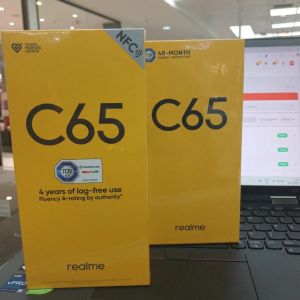 NFC
C65
4 years of lag-free use
Fluency A-rating by authority*
realme
48-MONTH
C65
realme